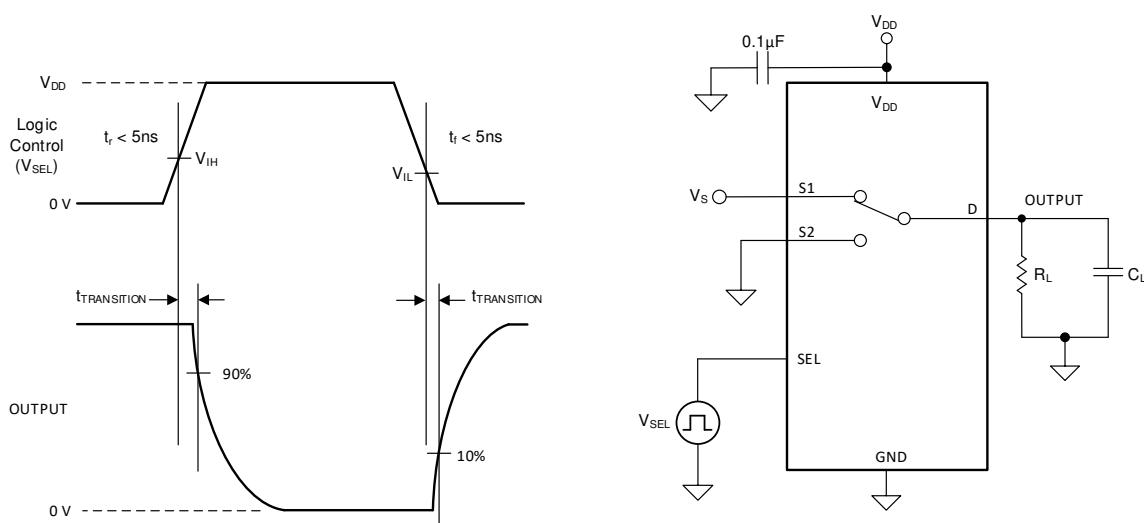 V_DD
Logic
Control
(V_SEL)
t_r < 5ns
t_f < 5ns
V_IH
V_IL
0 V
t_TRANSITION
t_TRANSITION
90%
OUTPUT
10%
0 V
V_DD
0.1µF
V_DD
V_S
S1
D
OUTPUT
S2
R_L
C_L
SEL
V_SEL
GND